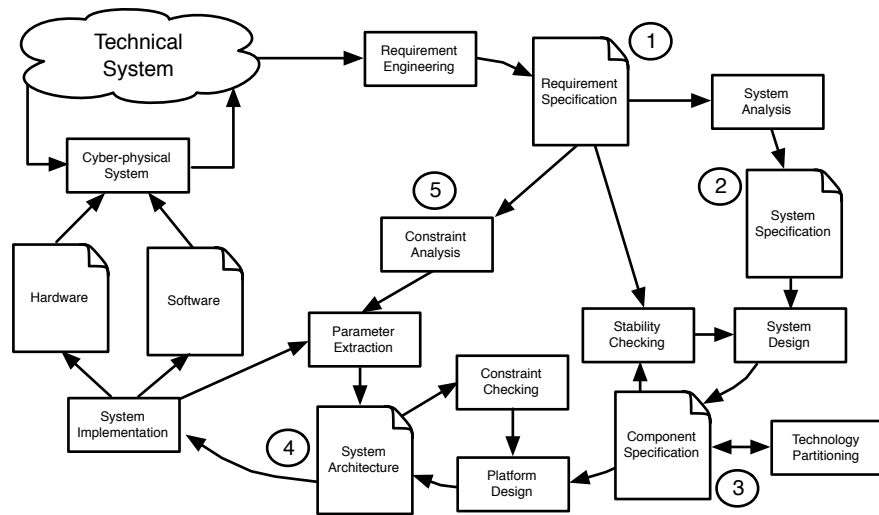 Technical
System
Requirement
Engineering
1
Requirement
Specification
System
Analysis
Cyber-physical
System
5
2
System
Specification
Constraint
Analysis
Hardware
Software
Parameter
Extraction
Stability
Checking
System
Design
Constraint
Checking
System
Implementation
4
System
Architecture
Platform
Design
Component
Specification
Technology
Partitioning
3